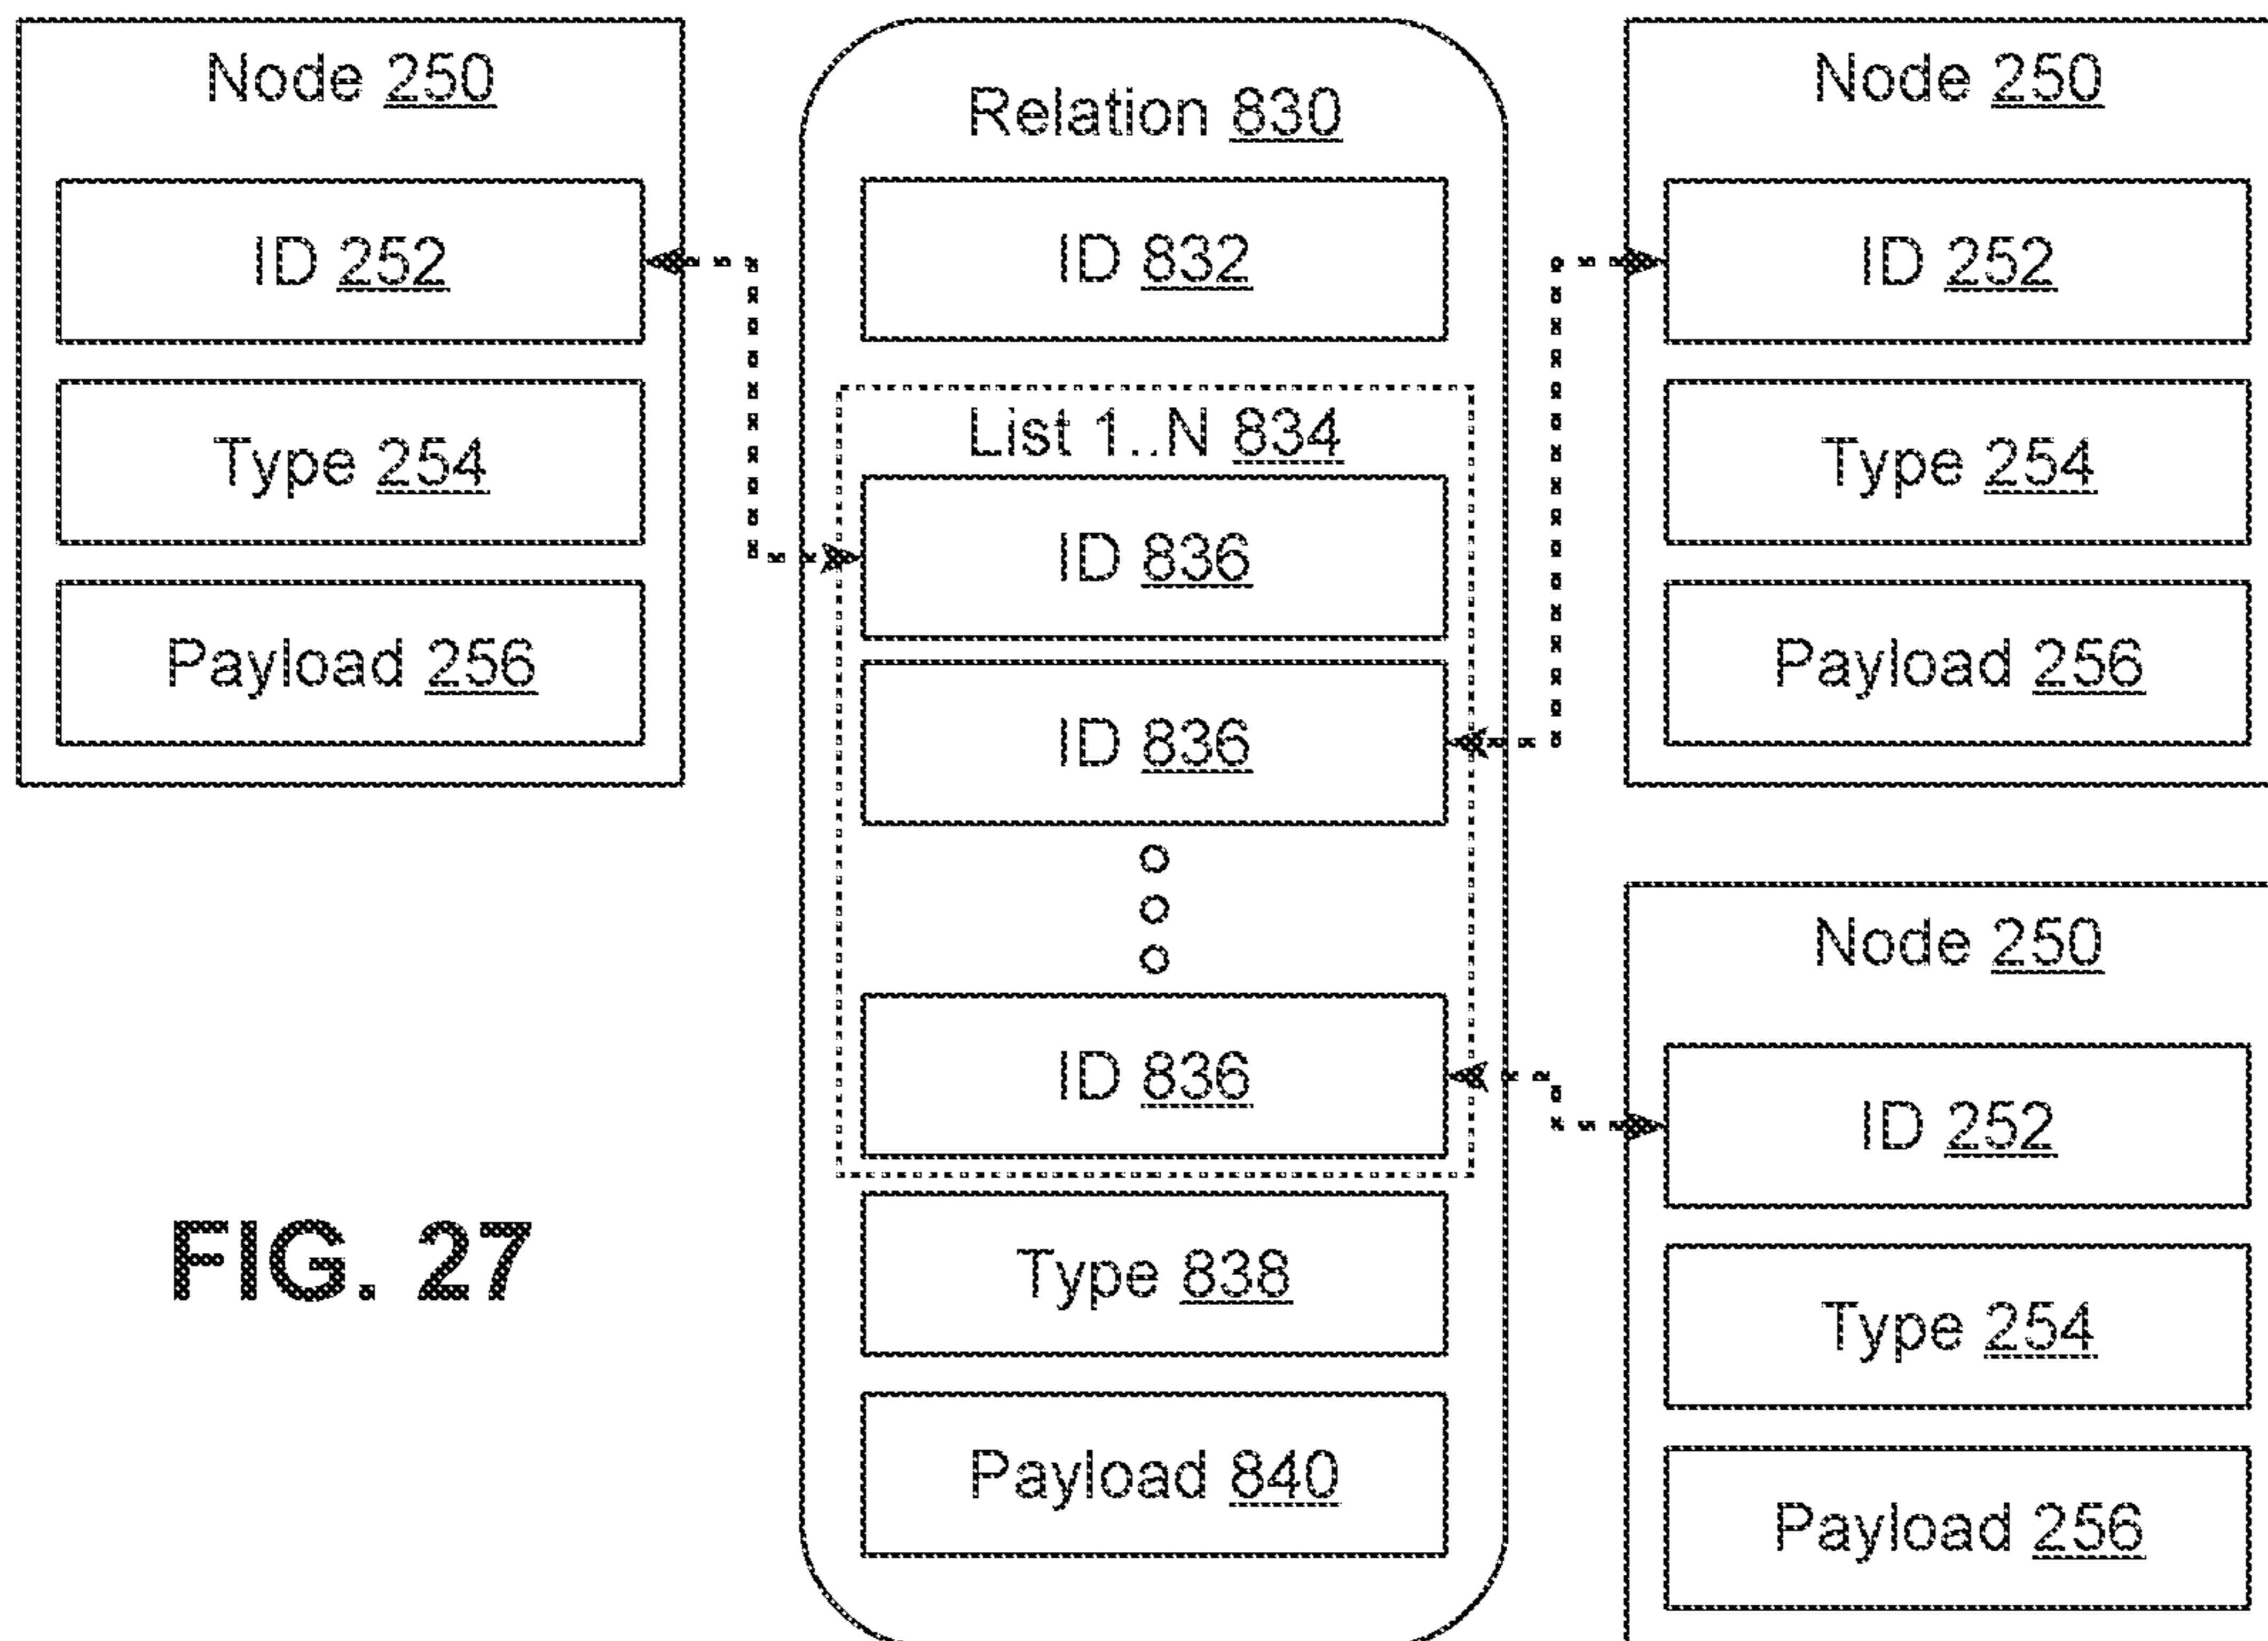 Node 250
ID 252
Type 254
Payload 256
Relation 830
ID 832
List 1..N 834
ID 836
ID 836
ID 836
Type 838
Payload 840
Node 250
ID 252
Type 254
Payload 256
Node 250
ID 252
Type 254
Payload 256
FIG. 27